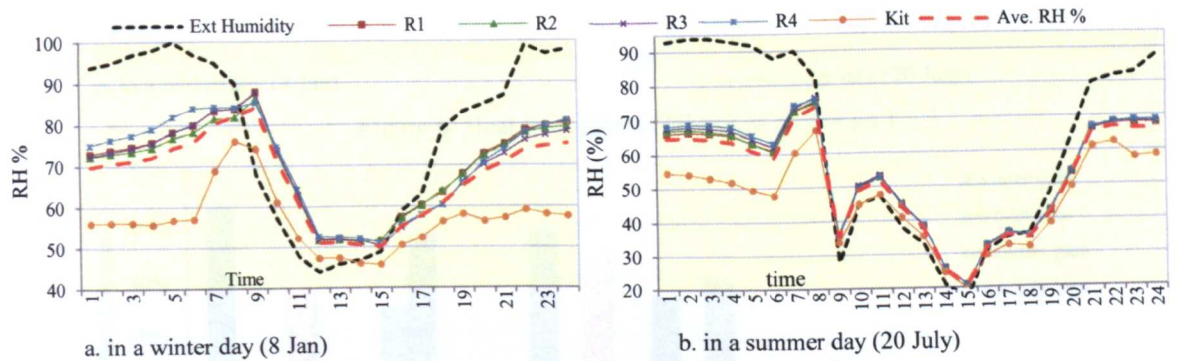 Ext Humidity R1 R2 R3 R4 Kit Ave. RH %
100
90
80
70
60
50
40
RH %
Time
1 3 5 7 9 11 13 15 17 19 21 23
a. in a winter day (8 Jan)
90
80
70
60
50
40
30
20
RH (%)
time
1 2 3 4 5 6 7 8 9 10 11 12 13 14 15 16 17 18 19 20 21 22 23 24
b. in a summer day (20 July)